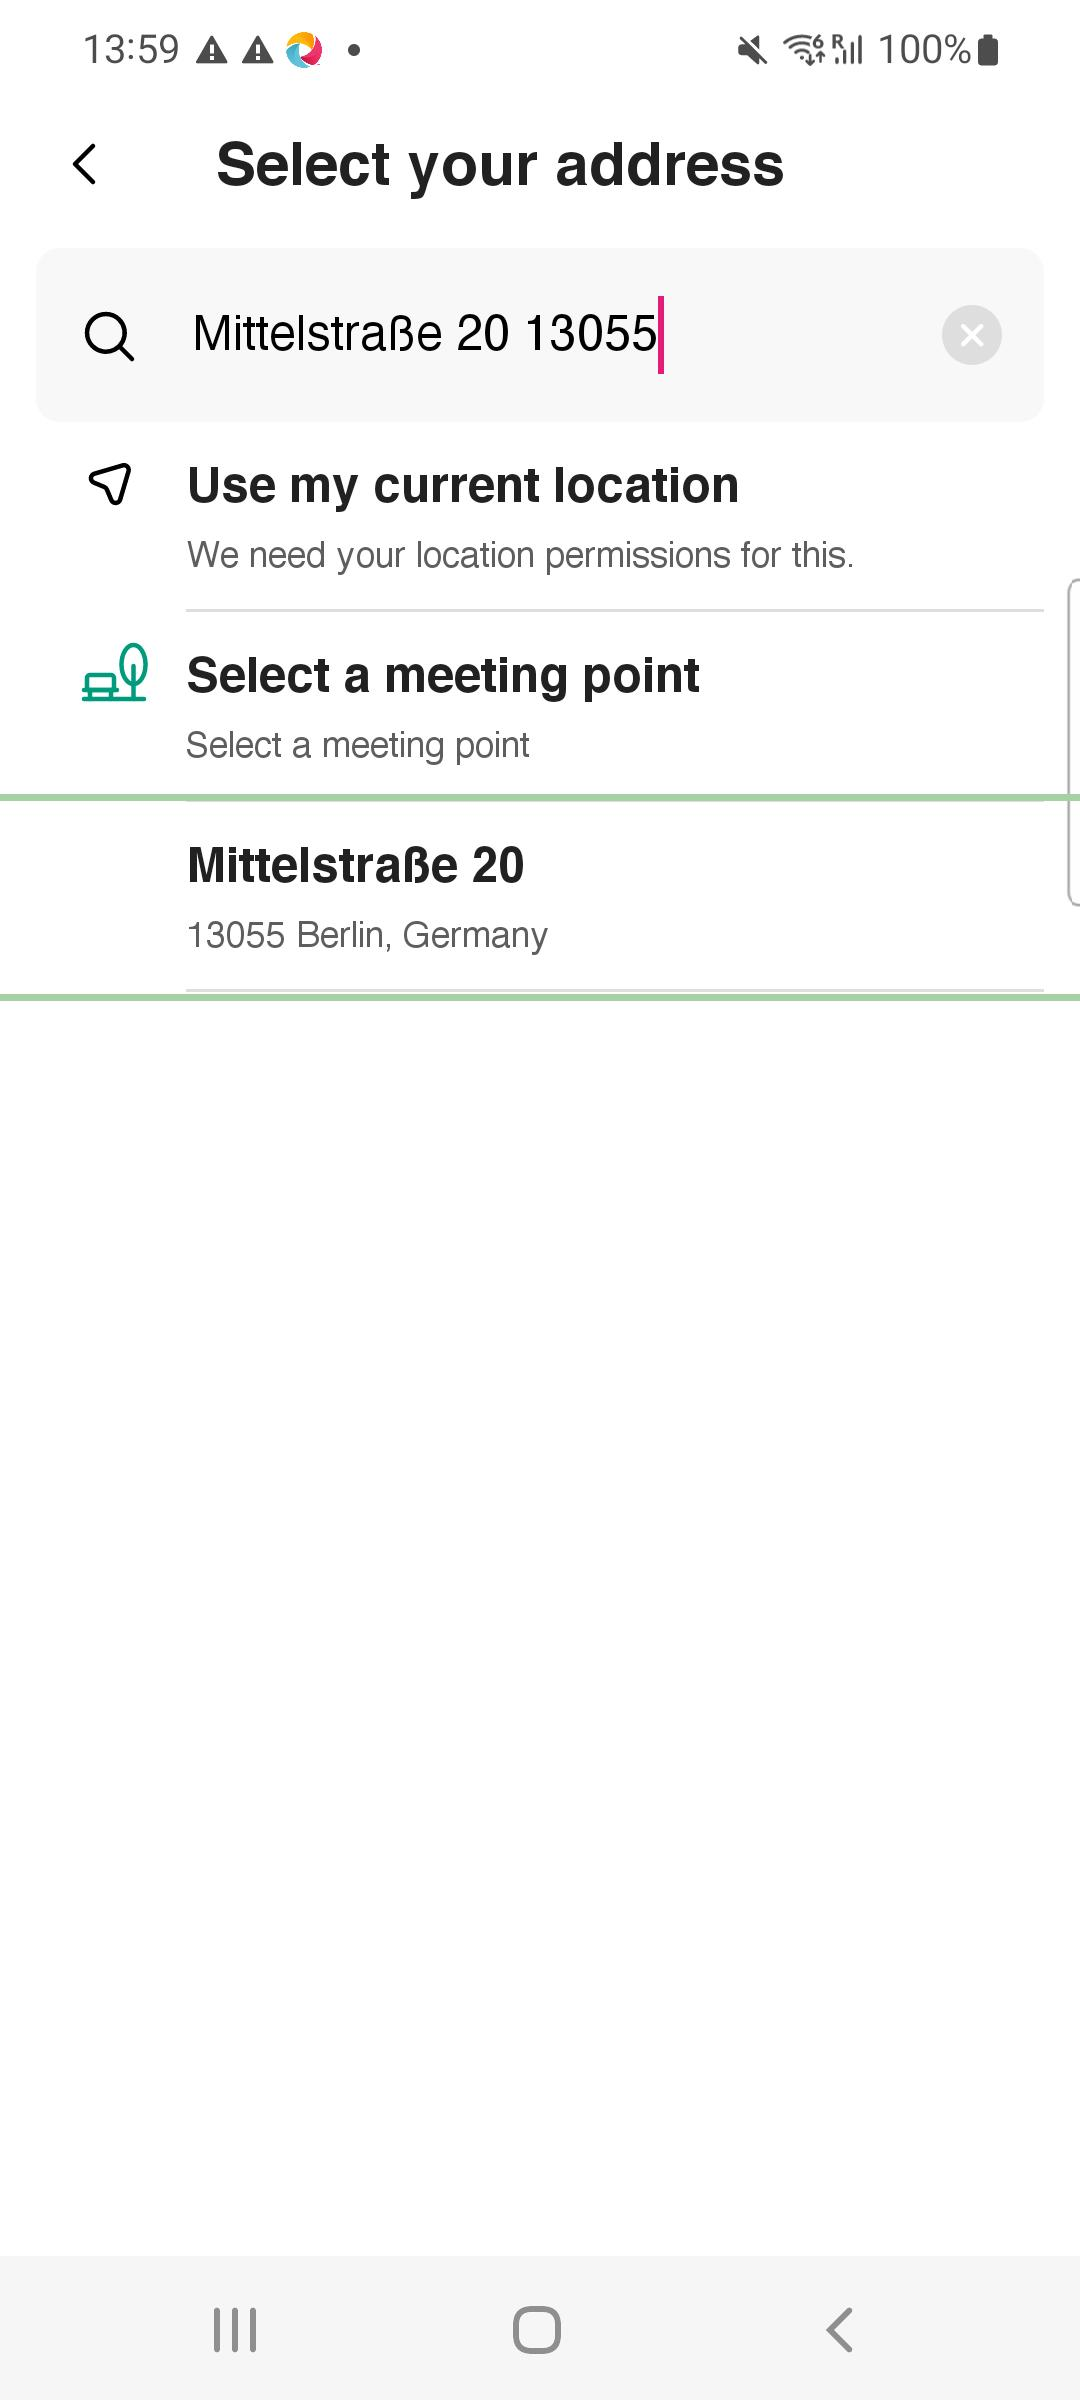 13:59
R 100%
Select your address
Mittelstraße 20 13055
Use my current location
We need your location permissions for this.
Select a meeting point
Select a meeting point
Mittelstraße 20
13055 Berlin, Germany